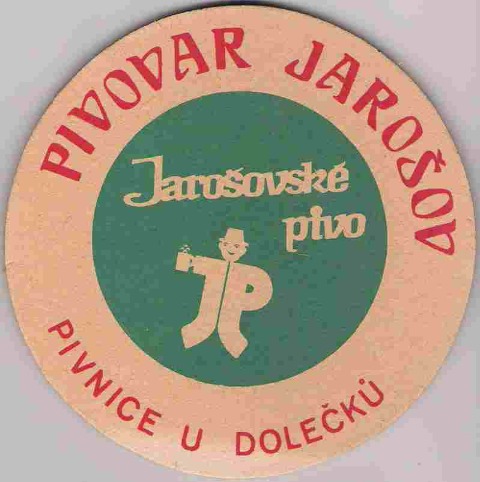 PIVOVAR JAROŠOV
Jarošovské
pivo
JP
PIVNICE U DOLEČKŮ